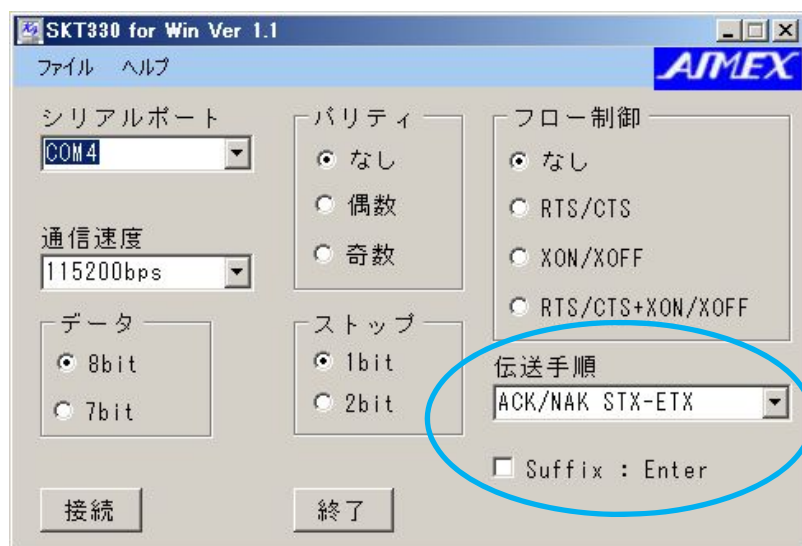 SKT330 for Win Ver 1.1
ファイル ヘルプ
AIMEX
シリアルポート
COM4
通信速度
115200bps
データ
8bit
7bit
パリティ
なし
偶数
奇数
ストップ
1bit
2bit
フロー制御
なし
RTS/CTS
XON/XOFF
RTS/CTS+XON/XOFF
伝送手順
ACK/NAK STX-ETX
Suffix : Enter
接続
終了